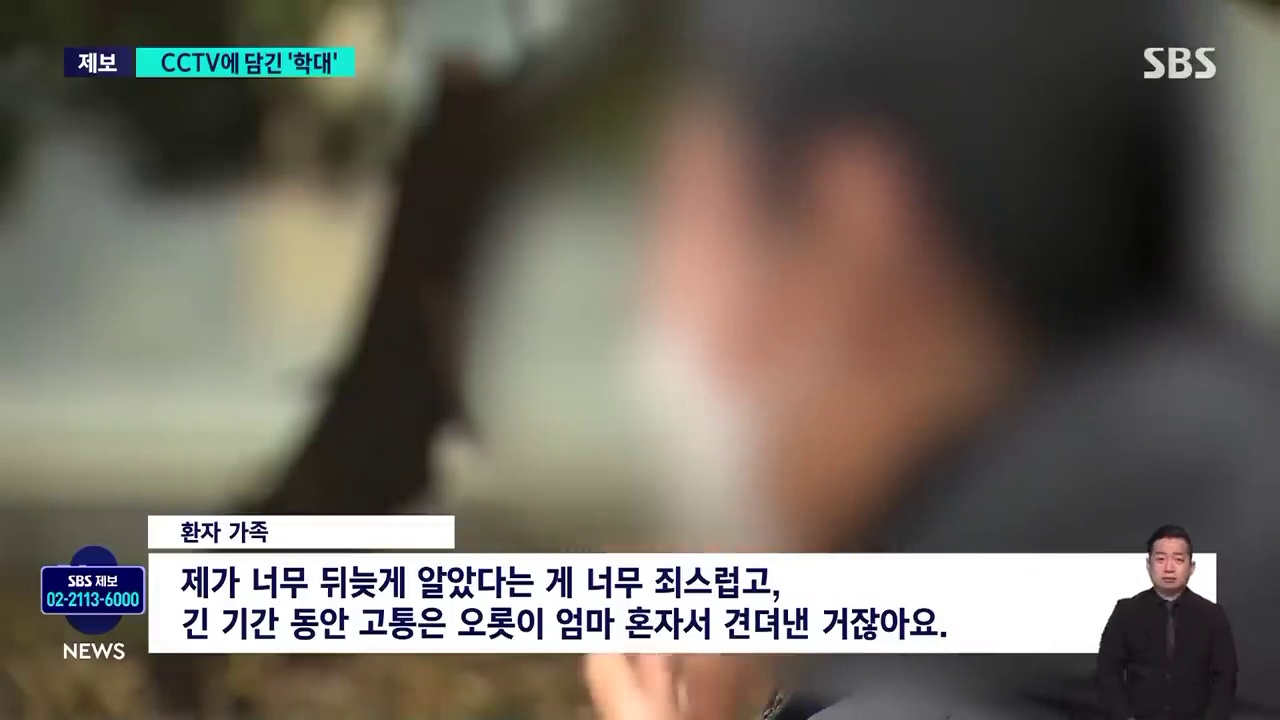 제보 CCTV에 담긴 '학대'
SBS
환자 가족
제가 너무 뒤늦게 알았다는 게 너무 죄스럽고,
긴 기간 동안 고통은 오롯이 엄마 혼자서 견뎌낸 거잖아요.
SBS 제보
02-2113-6000
NEWS